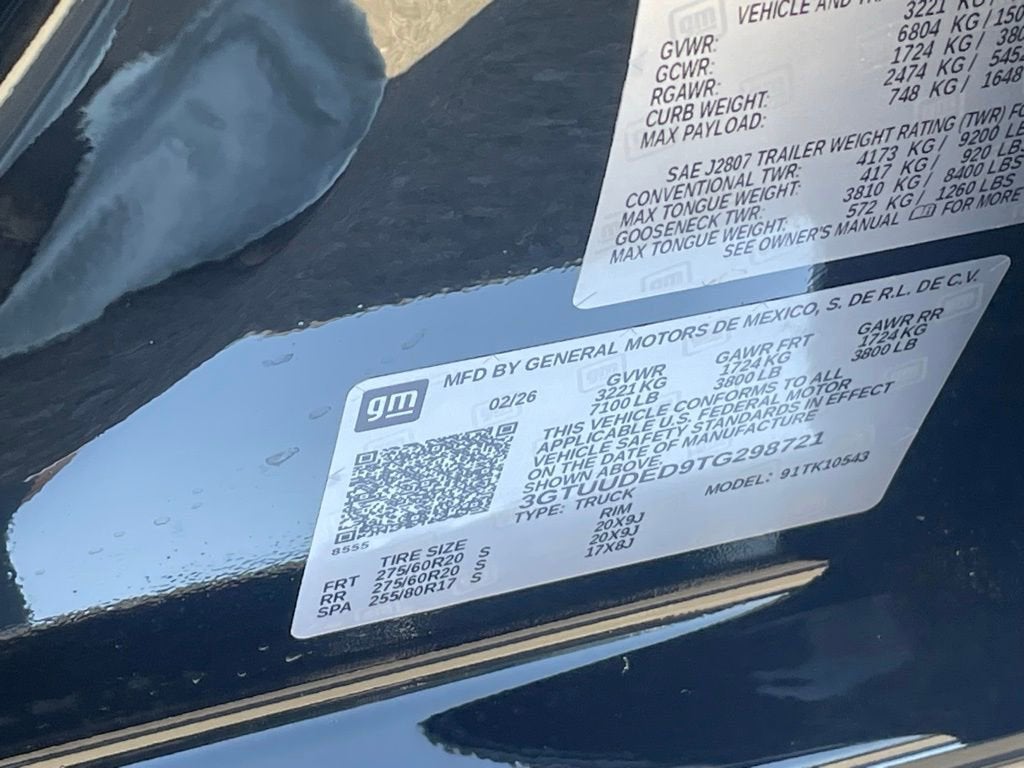 VEHICLE AND
GVWR: 3221 KG /
GCWR: 6804 KG / 150
RGAWR: 1724 KG / 380
CURB WEIGHT: 2474 KG / 545
MAX PAYLOAD: 748 KG / 1648
SAE J2807 TRAILER WEIGHT RATING (TWR) FO
CONVENTIONAL TWR: 4173 KG / 9200 LB
MAX TONGUE WEIGHT: 417 KG / 920 LBS
GOOSENECK TWR: 3810 KG / 8400 LBS
MAX TONGUE WEIGHT: 572 KG / 1260 LBS
SEE OWNER'S MANUAL FOR MORE
gm
MFD BY GENERAL MOTORS DE MEXICO, S. DE R.L. DE C.V.
02/26
GVWR GAWR FRT GAWR RR
3221 KG 1724 KG 1724 KG
7100 LB 3800 LB 3800 LB
THIS VEHICLE CONFORMS TO ALL
APPLICABLE U.S. FEDERAL MOTOR
VEHICLE SAFETY STANDARDS IN EFFECT
ON THE DATE OF MANUFACTURE
SHOWN ABOVE.
3GTUUDED9TG298721
TYPE: TRUCK MODEL: 91TK10543
8555
TIRE SIZE RIM
FRT 275/60R20 S 20X9J
RR 275/60R20 S 20X9J
SPA 255/80R17 S 17X8J